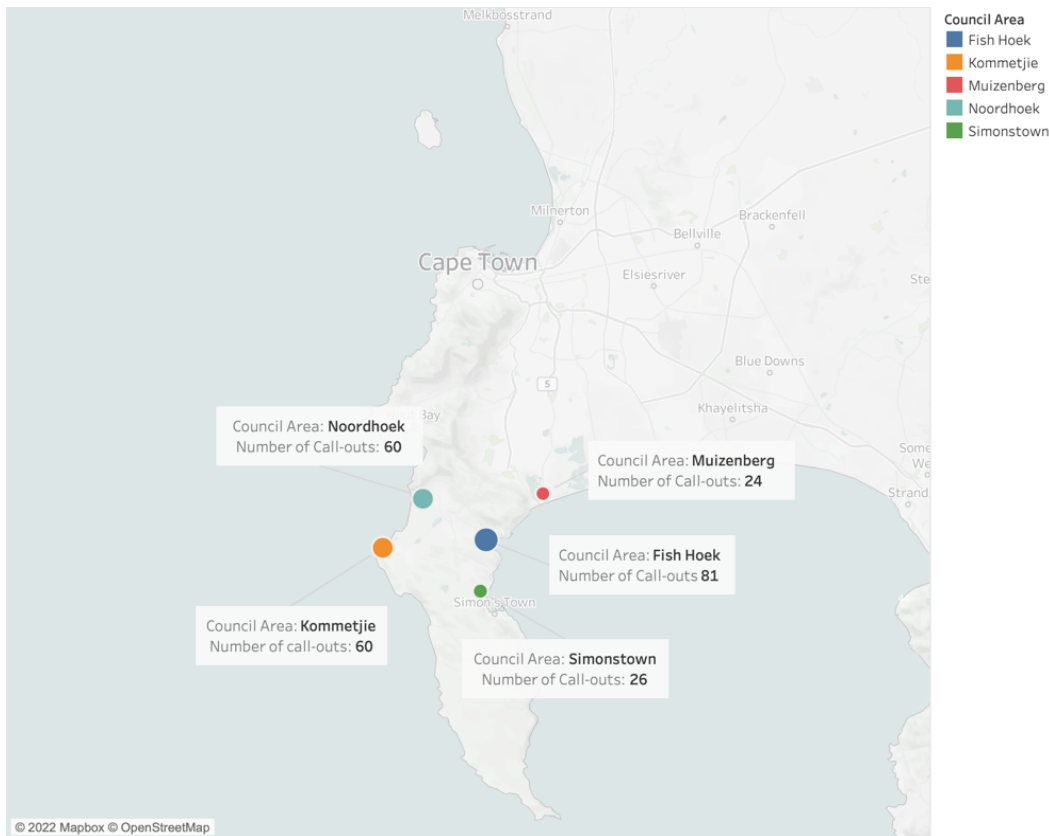 Melkbosstrand
Council Area
Fish Hoek
Kommetjie
Muizenberg
Noordhoek
Simonstown
Milnerton
Brackenfell
Bellville
Cape Town
Elsiesriver
Ste
Blue Downs
5
Khayelitsha
Bay
Council Area: Noordhoek
Number of Call-outs: 60
Some
We
Council Area: Muizenberg
Number of Call-outs: 24
Strand
Council Area: Fish Hoek
Number of Call-outs 81
Simon's Town
Council Area: Kommetjie
Number of call-outs: 60
Council Area: Simonstown
Number of Call-outs: 26
© 2022 Mapbox © OpenStreetMap